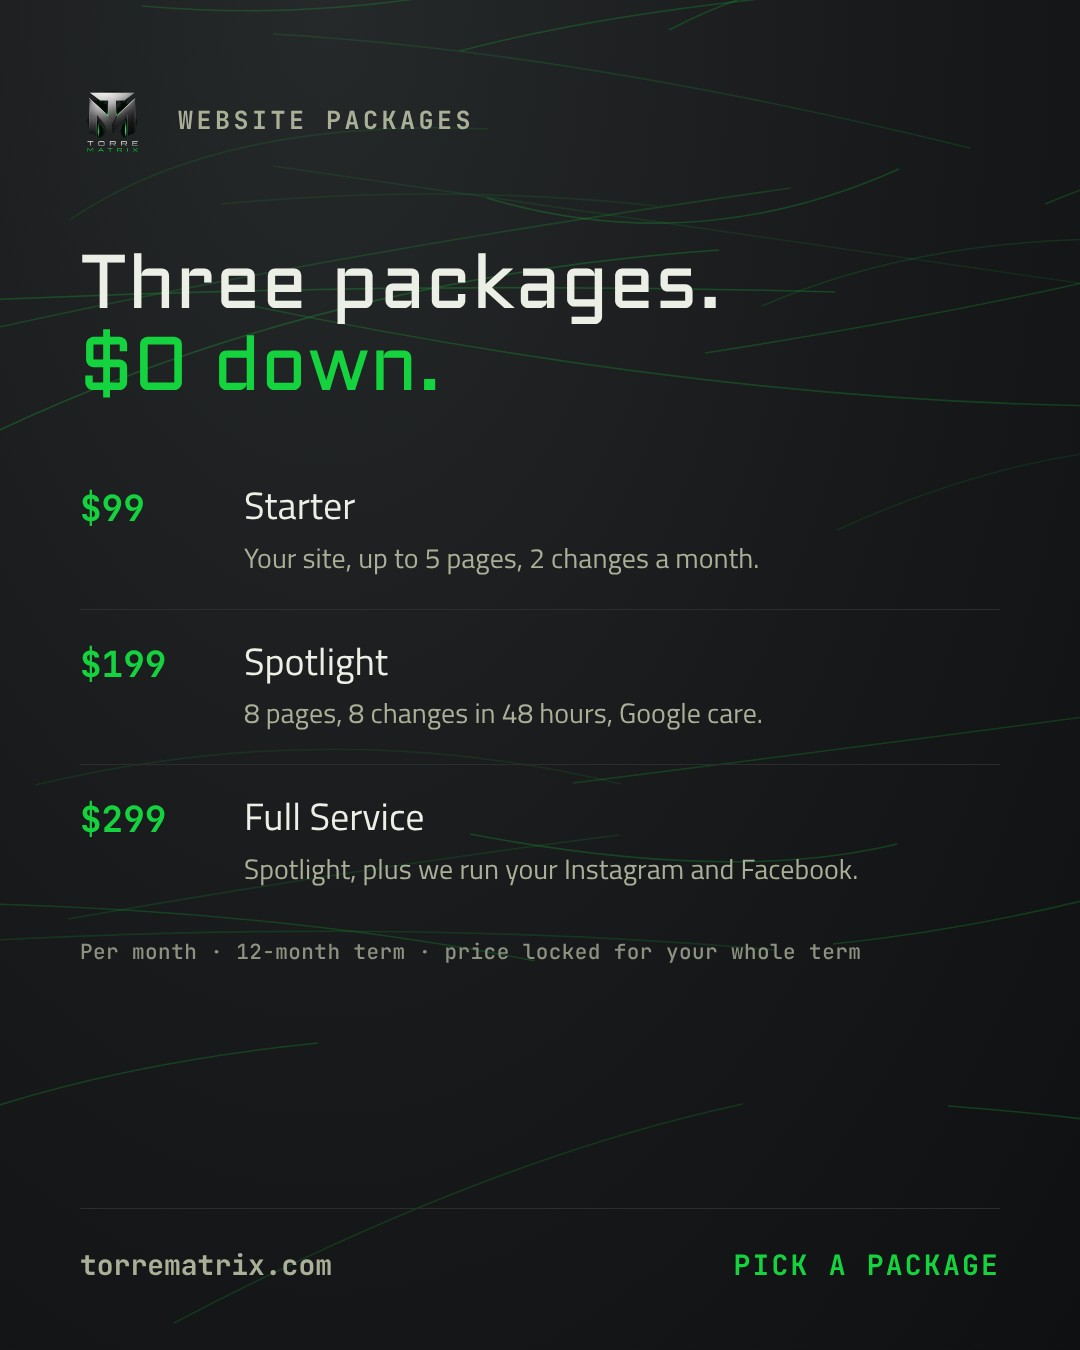 TORRE
MATRIX
WEBSITE PACKAGES
Three packages.
$0 down.
$99
Starter
Your site, up to 5 pages, 2 changes a month.
$199
Spotlight
8 pages, 8 changes in 48 hours, Google care.
$299
Full Service
Spotlight, plus we run your Instagram and Facebook.
Per month · 12-month term · price locked for your whole term
torrematrix.com
PICK A PACKAGE